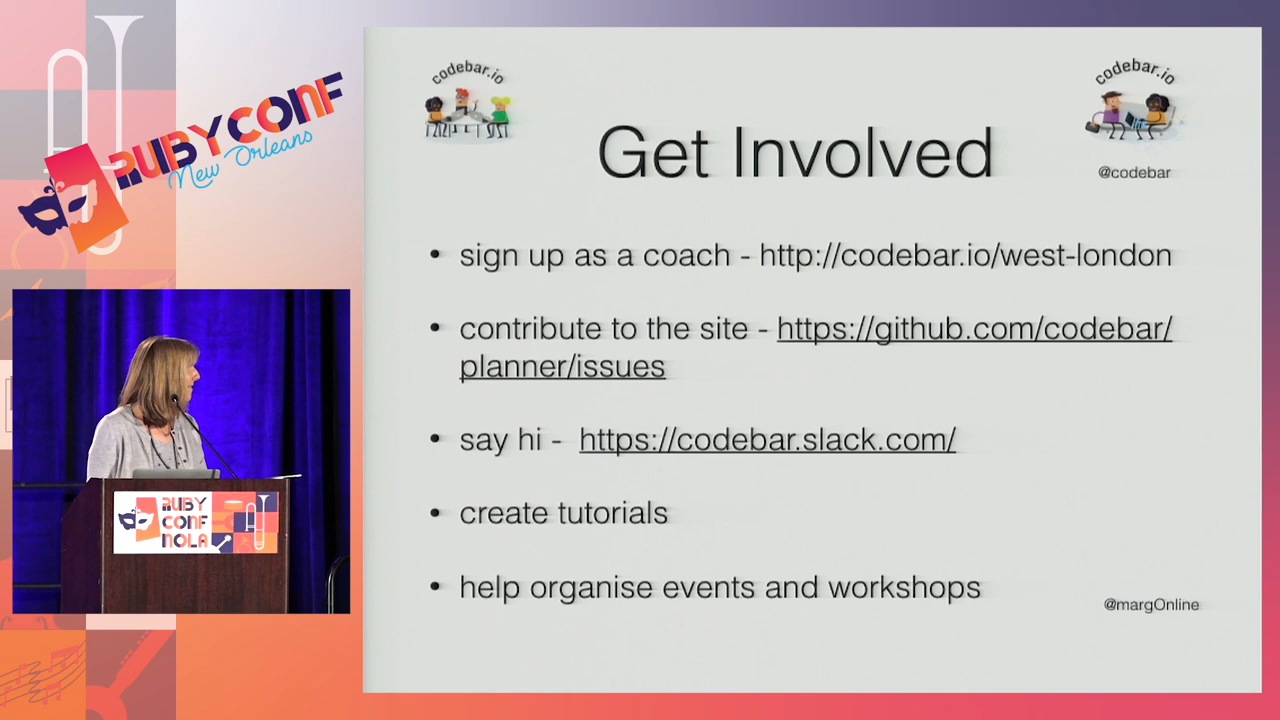 RUBYCONF
New Orleans
codebar.io
codebar.io
Get Involved
@codebar
• sign up as a coach - http://codebar.io/west-london
• contribute to the site - https://github.com/codebar/
planner/issues
• say hi - https://codebar.slack.com/
• create tutorials
• help organise events and workshops
@margOnline
RUBY
CONF
NOLA